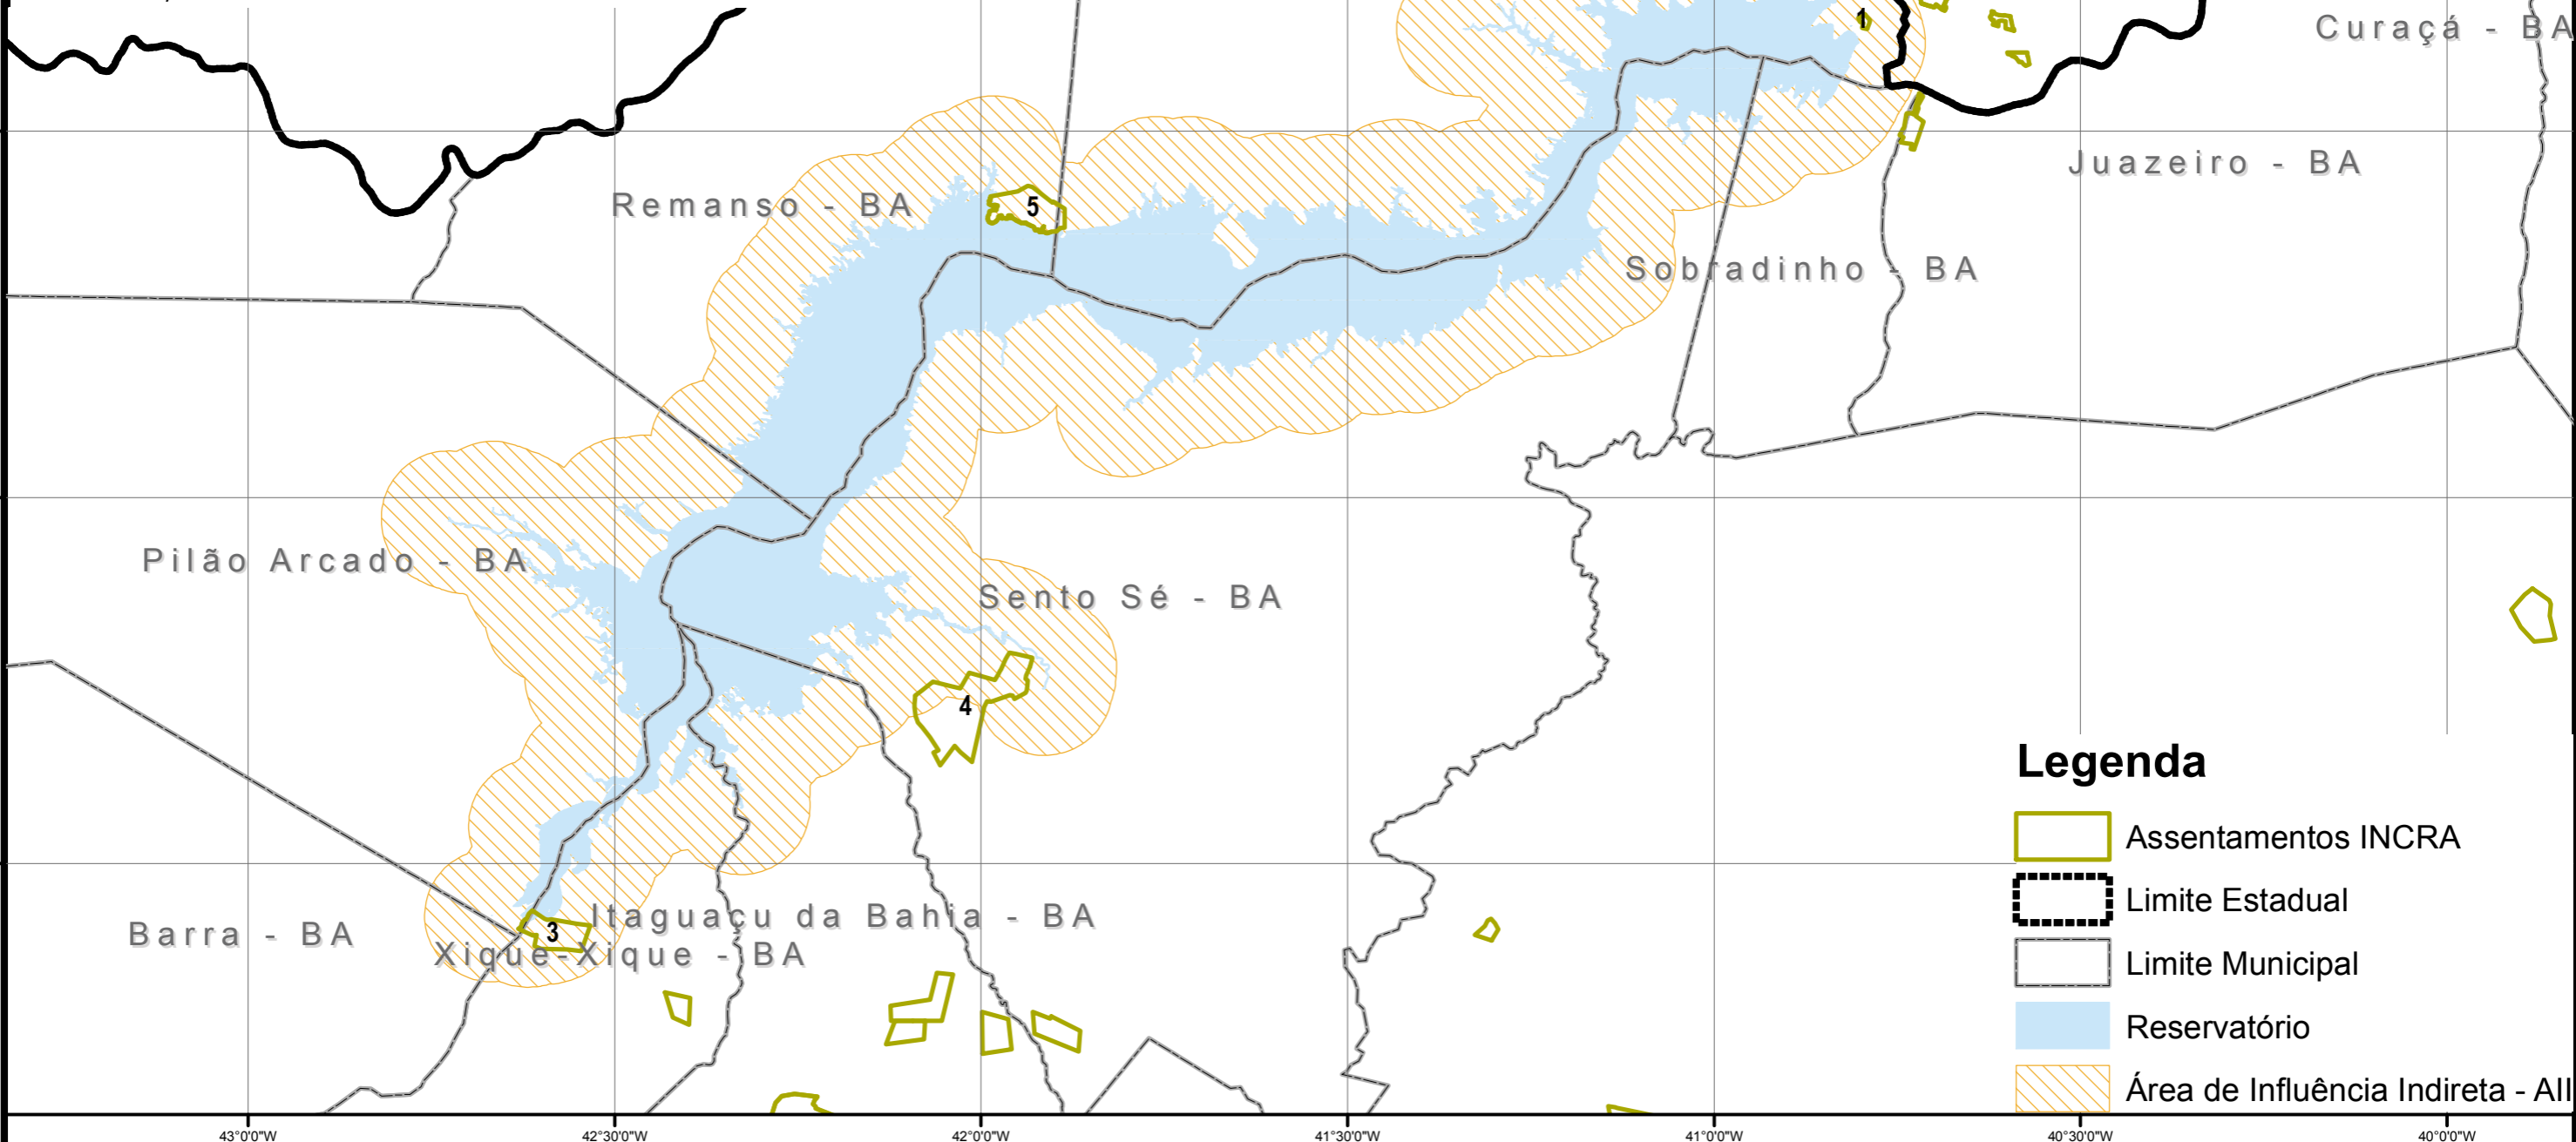 1
Curaçá - BA
Juazeiro - BA
Remanso - BA
5
Sobradinho - BA
Pilão Arcado - BA
Sento Sé - BA
4
Legenda
Assentamentos INCRA
Limite Estadual
Limite Municipal
Reservatório
Área de Influência Indireta - AII
Itaguaçu da Bahia - BA
Barra - BA
3
Xique-Xique - BA
43°0'0"W
42°30'0"W
42°0'0"W
41°30'0"W
41°0'0"W
40°30'0"W
40°0'0"W